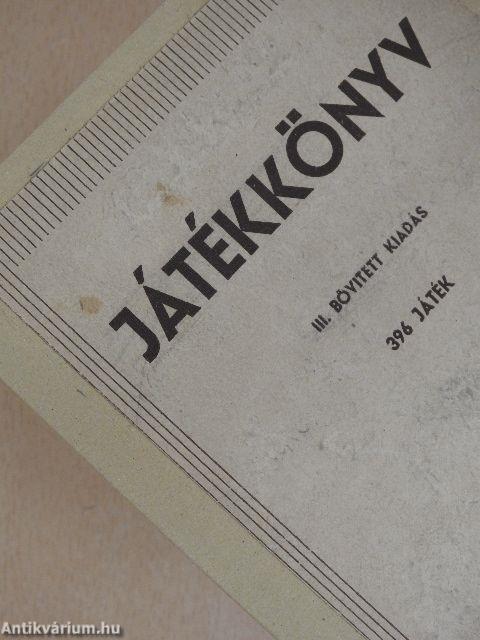 JÁTÉKKÖNYV
III. BŐVITETT KIADÁS
396 JÁTÉK
Antikvárium.hu